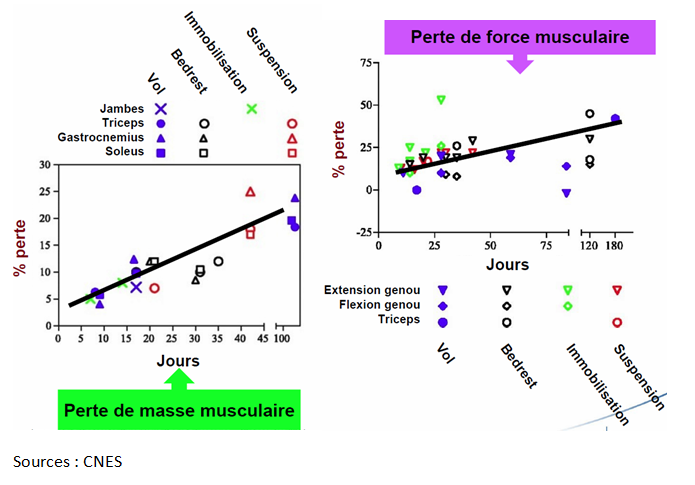 Vol
Bedrest
Immobilisation
Suspension
Jambes
Triceps
Gastrocnemius
Soleus
% perte
30
25
20
15
10
5
0
0 5 10 15 20 25 30 35 40 45 100
Jours
Perte de masse musculaire
Perte de force musculaire
% perte
75
50
25
0
-25
0 25 50 75 120 180
Jours
Extension genou
Flexion genou
Triceps
Vol
Bedrest
Immobilisation
Suspension
Sources : CNES